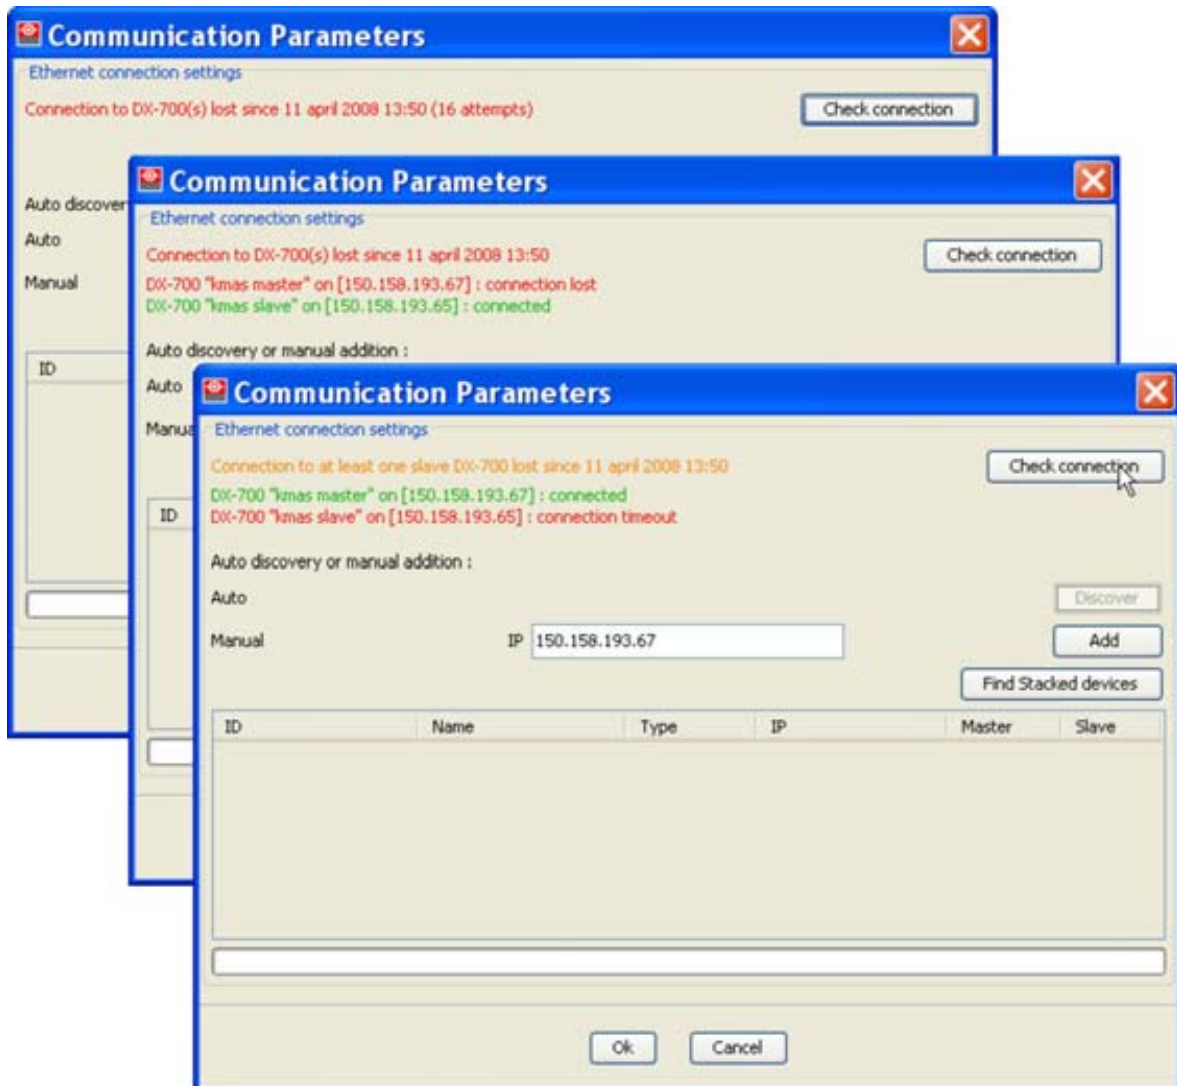 Communication Parameters
Ethernet connection settings
Connection to DX-700(s) lost since 11 april 2008 13:50 (16 attempts)
Check connection
Auto discover
Auto
Manual
ID
Communication Parameters
Ethernet connection settings
Connection to DX-700(s) lost since 11 april 2008 13:50
Check connection
DX-700 "kmas master" on [150.158.193.67] : connection lost
DX-700 "kmas slave" on [150.158.193.65] : connected
Auto discovery or manual addition :
Auto
Manua
ID
Communication Parameters
Ethernet connection settings
Connection to at least one slave DX-700 lost since 11 april 2008 13:50
Check connection
DX-700 "kmas master" on [150.158.193.67] : connected
DX-700 "kmas slave" on [150.158.193.65] : connection timeout
Auto discovery or manual addition :
Auto Discover
Manual IP 150.158.193.67 Add
Find Stacked devices
ID Name Type IP Master Slave
Ok Cancel